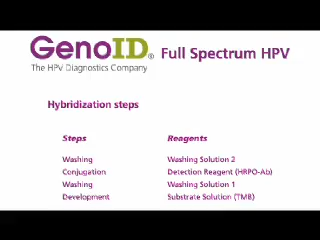 GenoID® Full Spectrum HPV
The HPV Diagnostics Company
Hybridization steps
Steps Reagents
Washing Washing Solution 2
Conjugation Detection Reagent (HRPO-Ab)
Washing Washing Solution 1
Development Substrate Solution (TMB)